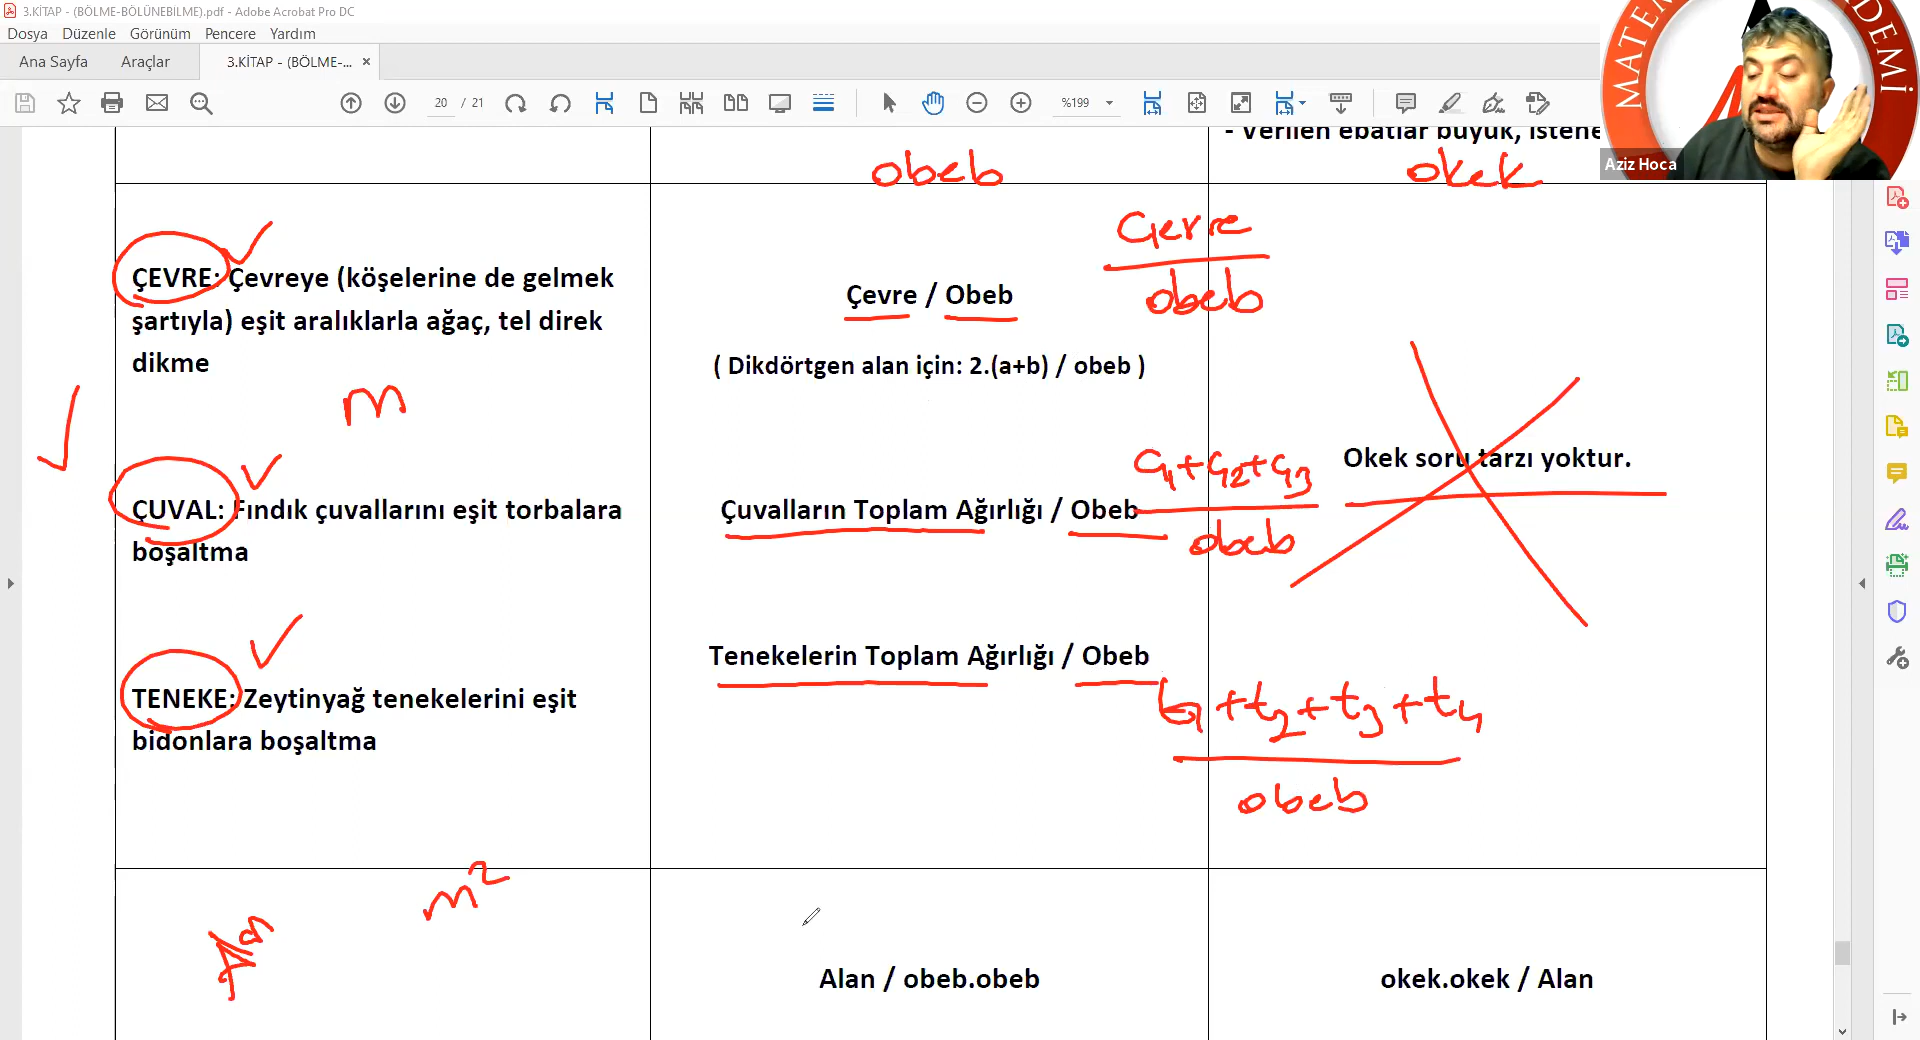 3.KİTAP - (BÖLME-BÖLÜNEBİLME).pdf - Adobe Acrobat Pro DC
Dosya Düzenle Görünüm Pencere Yardım
Ana Sayfa Araçlar 3.KİTAP - (BÖLME-... ×
20 / 21 %199
MATEM
DEMİ
Aziz Hoca
- Verilen ebatlar büyük, istene
obeb okek
ÇEVRE: Çevreye (köşelerine de gelmek
şartıyla) eşit aralıklarla ağaç, tel direk
dikme
m
Çevre / Obeb
Çevre
obeb
( Dikdörtgen alan için: 2.(a+b) / obeb )
ÇUVAL: Fındık çuvallarını eşit torbalara
boşaltma
Çuvalların Toplam Ağırlığı / Obeb
ç1+ç2+ç3
obeb
Okek soru tarzı yoktur.
TENEKE: Zeytinyağ tenekelerini eşit
bidonlara boşaltma
Tenekelerin Toplam Ağırlığı / Obeb
t1+t2+t3+t4
obeb
m²
Alan / obeb.obeb
okek.okek / Alan